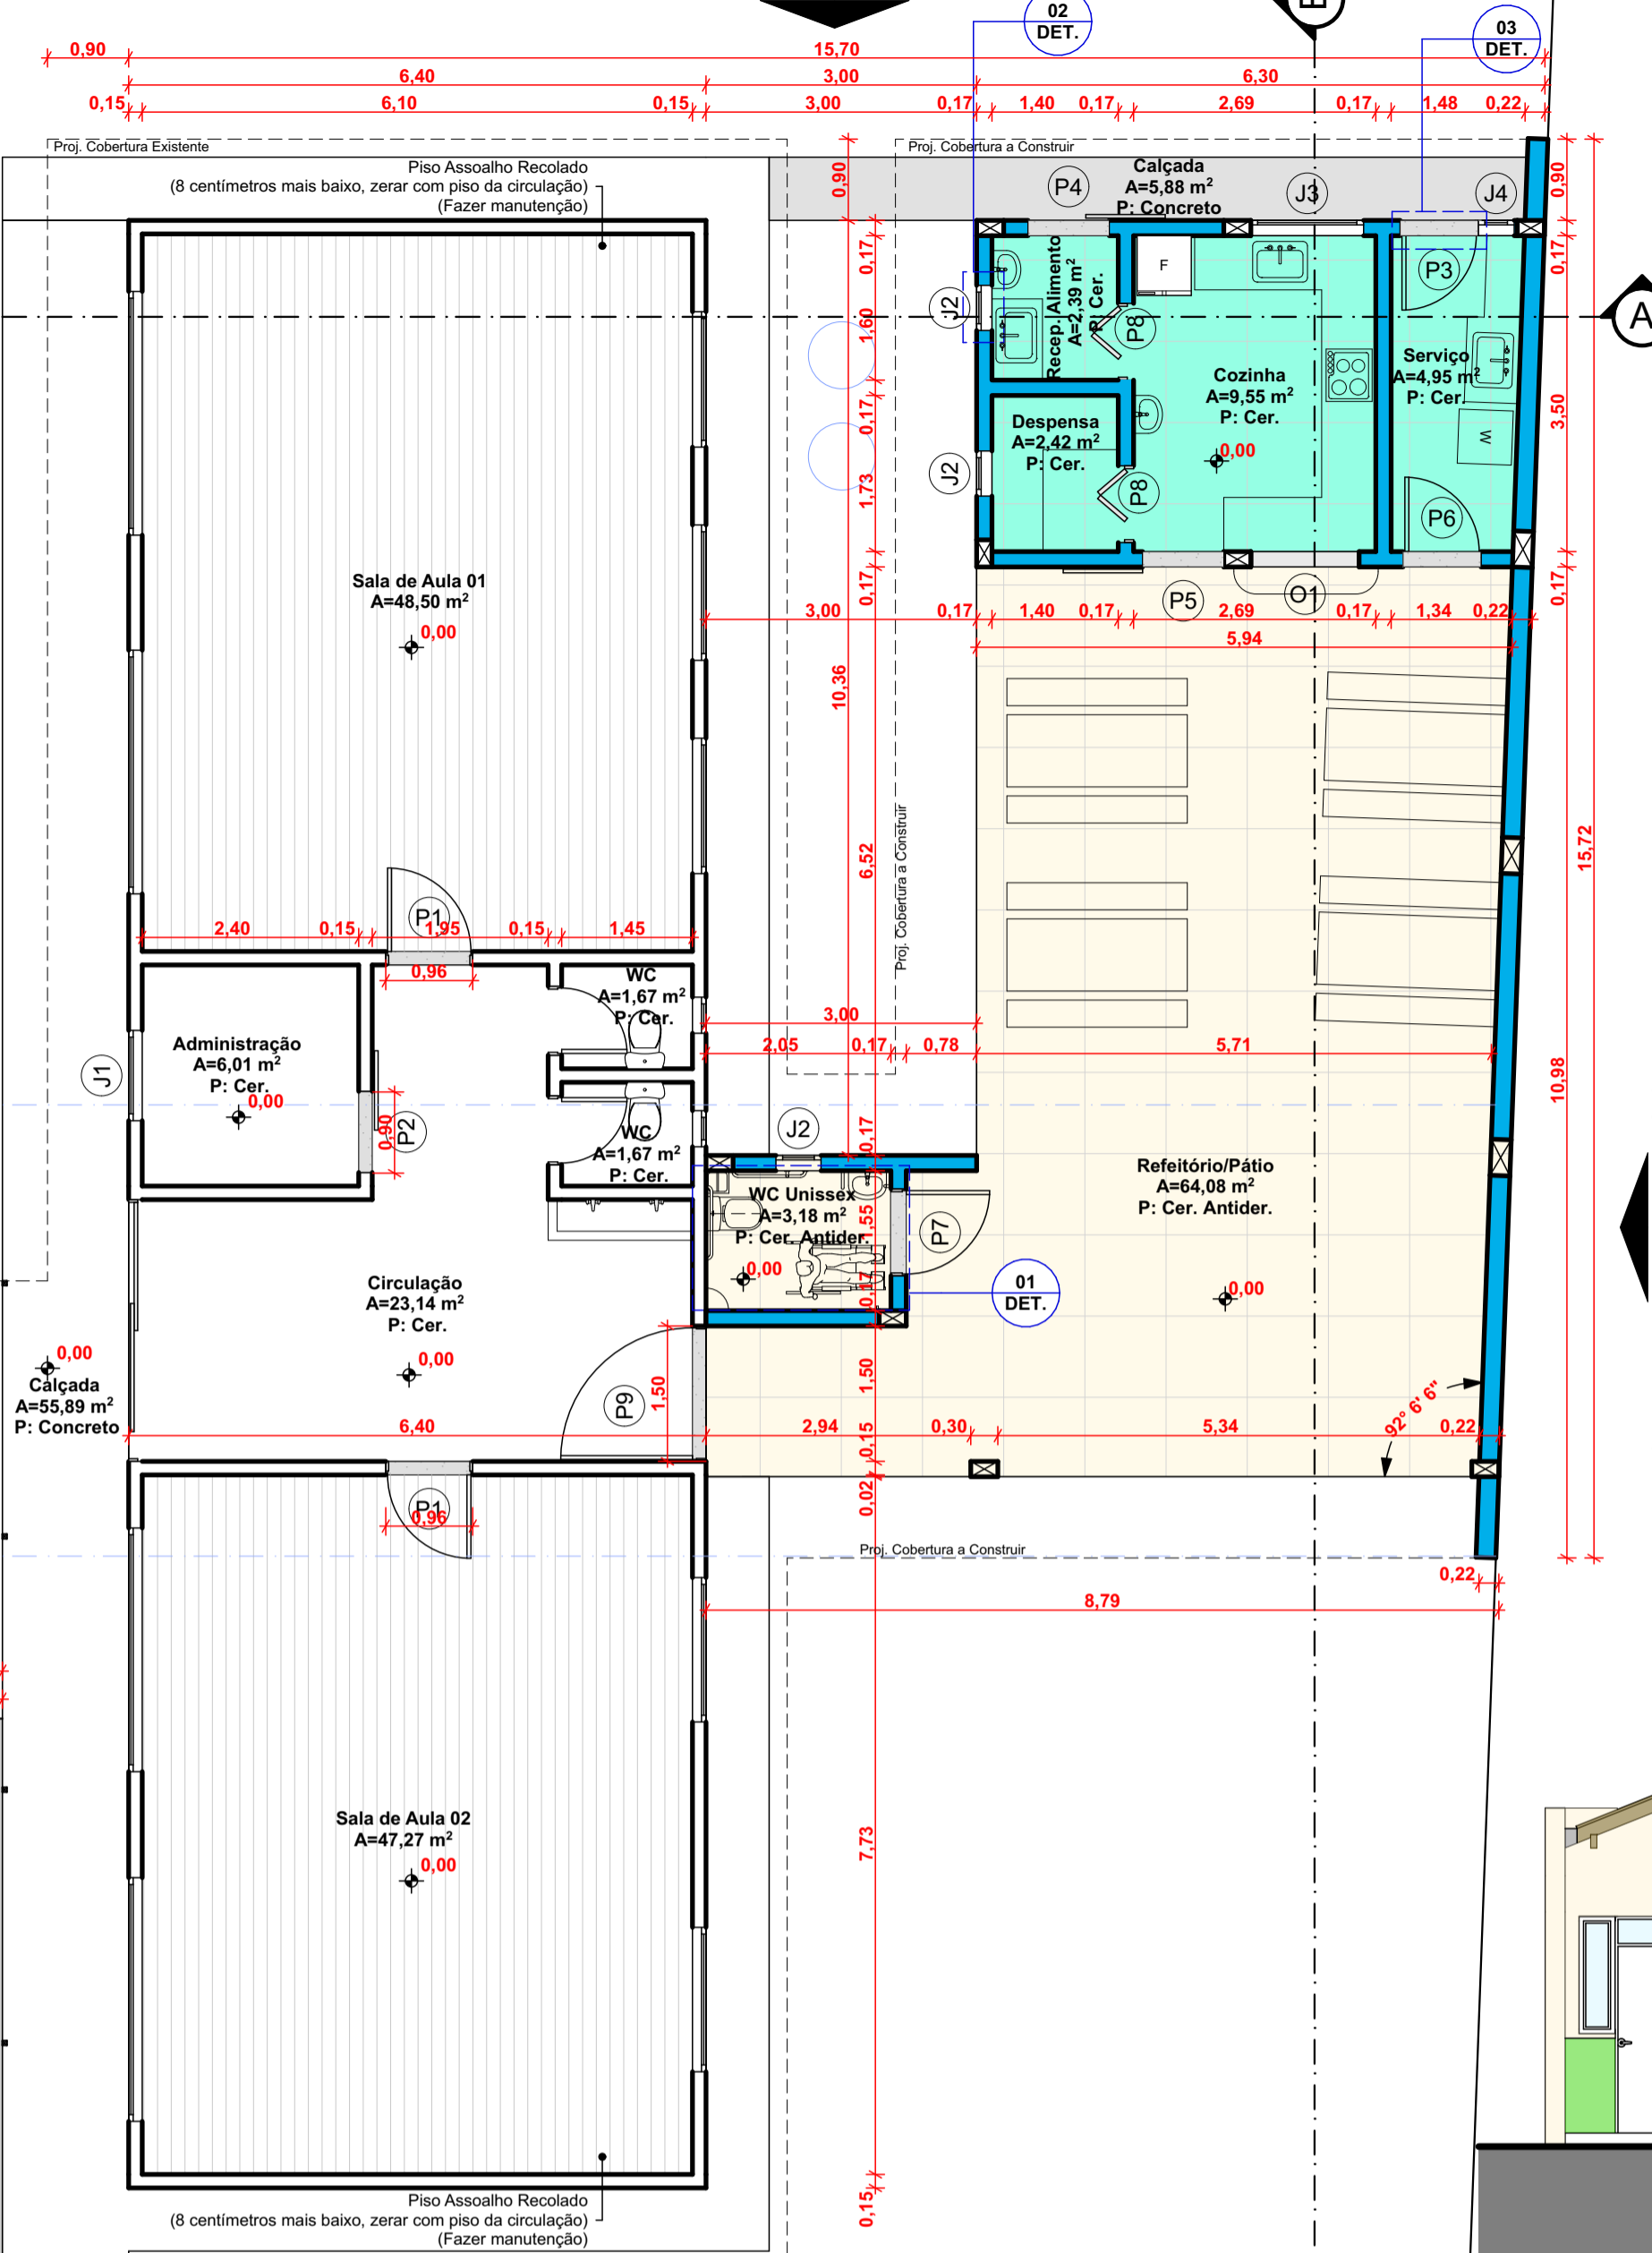 02
DET.
03
DET.
0,90
15,70
6,40
3,00
6,30
0,15
6,10
0,15
3,00
0,17
1,40
0,17
2,69
0,17
1,48
0,22
Proj. Cobertura Existente
Proj. Cobertura a Construir
Piso Assoalho Recolado
(8 centímetros mais baixo, zerar com piso da circulação)
(Fazer manutenção)
0,90
Calçada
A=5,88 m²
P: Concreto
P4
J3
J4
0,90
0,17
1,60
0,17
1,73
0,17
J2
J2
Recep. Alimento
A=2,39 m²
P: Cer.
F
P8
Cozinha
A=9,55 m²
P: Cer.
0,00
P3
Serviço
A=4,95 m²
P: Cer.
W
P6
Despensa
A=2,42 m²
P: Cer.
P8
0,17
3,50
0,17
A
Sala de Aula 01
A=48,50 m²
0,00
P5
O1
3,00
0,17
1,40
0,17
2,69
0,17
1,34
0,22
5,94
10,36
6,52
Proj. Cobertura a Construir
15,72
10,98
P1
2,40
0,15
1,95
0,15
1,45
0,96
WC
A=1,67 m²
P: Cer.
3,00
2,05
0,17
0,78
5,71
Administração
A=6,01 m²
P: Cer.
0,00
J1
0,90
P2
WC
A=1,67 m²
P: Cer.
J2
0,17
WC Unissex
A=3,18 m²
P: Cer. Antider.
0,00
1,55
0,17
P7
Refeitório/Pátio
A=64,08 m²
P: Cer. Antider.
0,00
01
DET.
Circulação
A=23,14 m²
P: Cer.
0,00
0,00
Calçada
A=55,89 m²
P: Concreto
P9
1,50
1,50
92° 6' 6"
6,40
2,94
0,15
0,30
5,34
0,22
P1
0,96
0,02
Proj. Cobertura a Construir
0,22
8,79
Sala de Aula 02
A=47,27 m²
0,00
7,73
Piso Assoalho Recolado
(8 centímetros mais baixo, zerar com piso da circulação)
(Fazer manutenção)
0,15